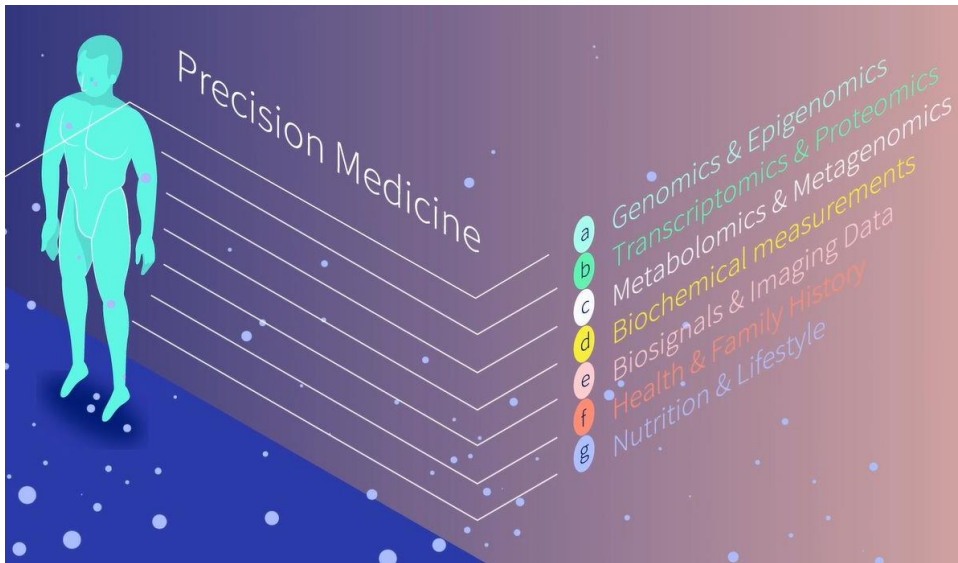 Precision Medicine
a Genomics & Epigenomics
b Transcriptomics & Proteomics
c Metabolomics & Metagenomics
d Biochemical measurements
e Biosignals & Imaging Data
f Health & Family History
g Nutrition & Lifestyle